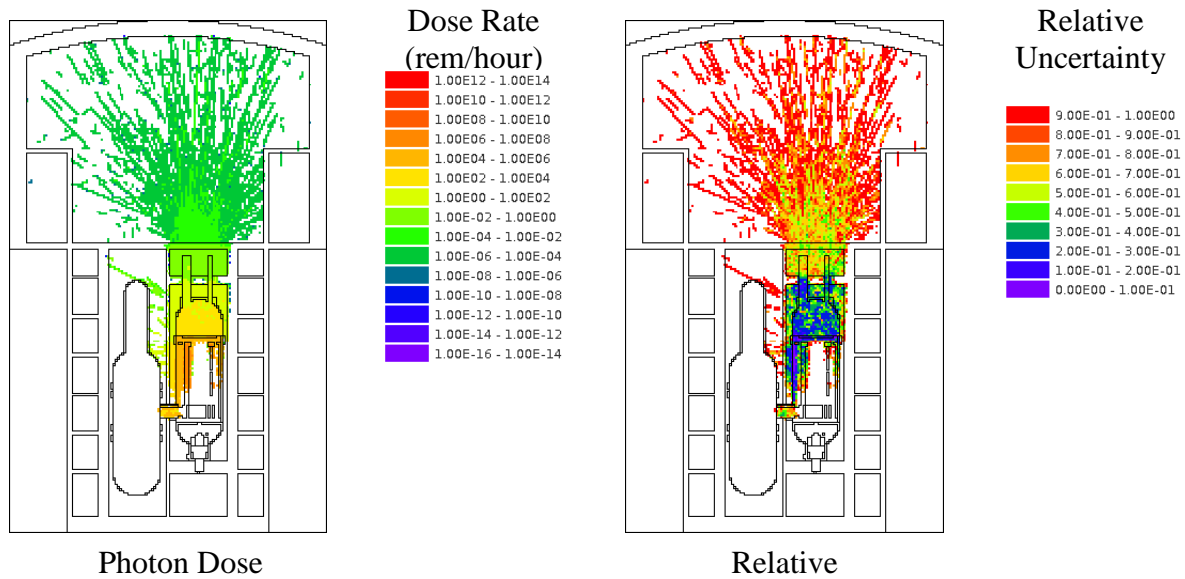 Dose Rate
(rem/hour)
1.00E12 - 1.00E14
1.00E10 - 1.00E12
1.00E08 - 1.00E10
1.00E06 - 1.00E08
1.00E04 - 1.00E06
1.00E02 - 1.00E04
1.00E00 - 1.00E02
1.00E-02 - 1.00E00
1.00E-04 - 1.00E-02
1.00E-06 - 1.00E-04
1.00E-08 - 1.00E-06
1.00E-10 - 1.00E-08
1.00E-12 - 1.00E-10
1.00E-14 - 1.00E-12
1.00E-16 - 1.00E-14
Photon Dose
Relative
Uncertainty
9.00E-01 - 1.00E00
8.00E-01 - 9.00E-01
7.00E-01 - 8.00E-01
6.00E-01 - 7.00E-01
5.00E-01 - 6.00E-01
4.00E-01 - 5.00E-01
3.00E-01 - 4.00E-01
2.00E-01 - 3.00E-01
1.00E-01 - 2.00E-01
0.00E00 - 1.00E-01
Relative